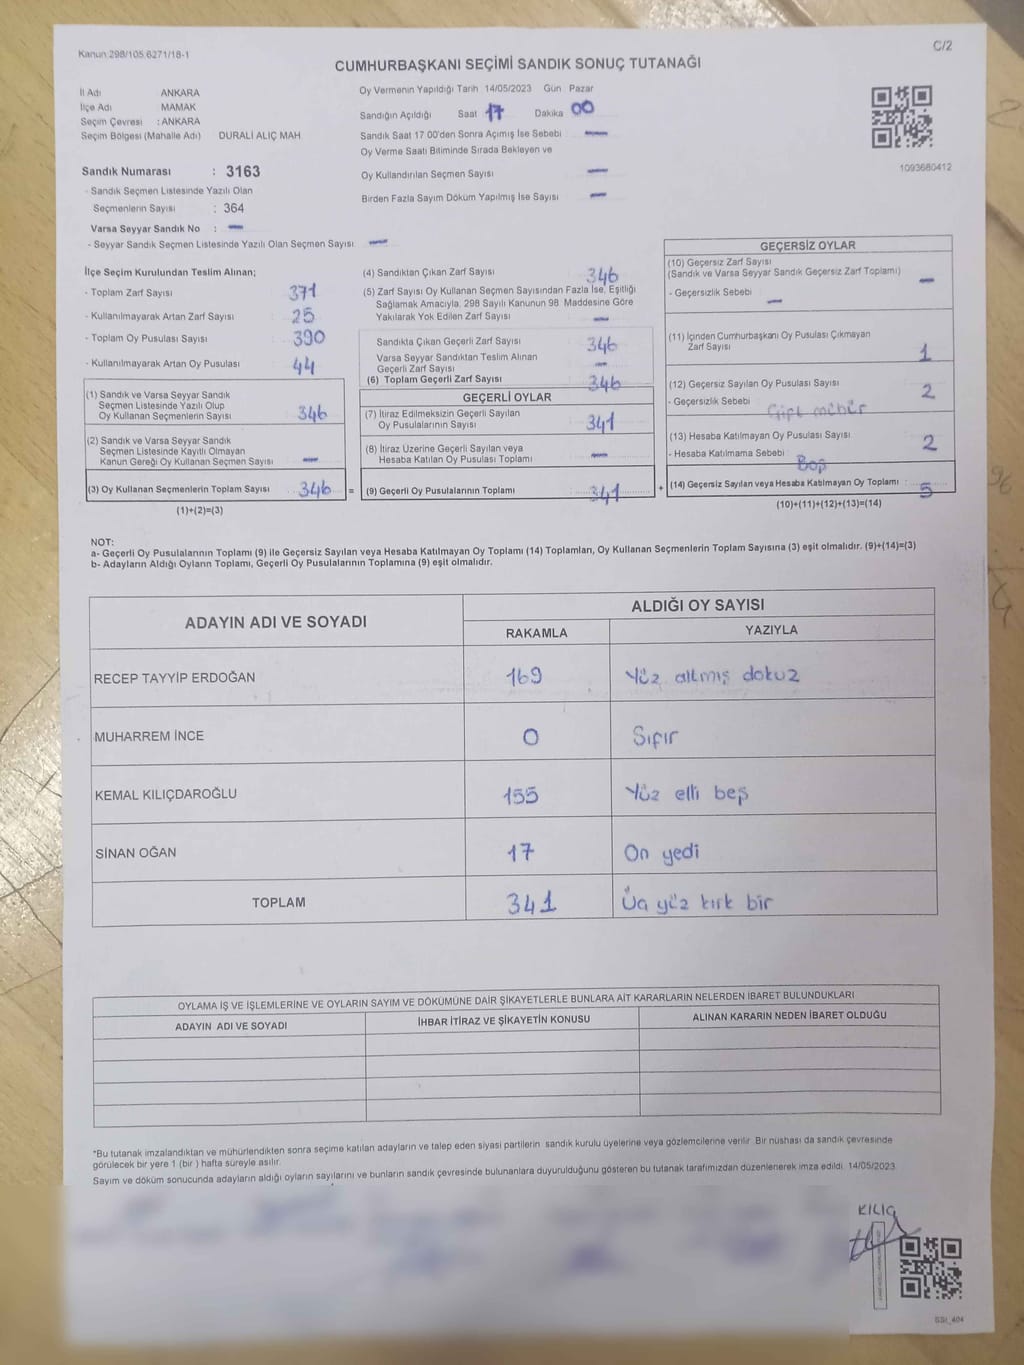 Kanun.298/105.6271/18-1
C/2
CUMHURBAŞKANI SEÇİMİ SANDIK SONUÇ TUTANAĞI
İl Adı ANKARA
İlçe Adı MAMAK
Seçim Çevresi : ANKARA
Seçim Bölgesi (Mahalle Adı) DURALİ ALIÇ MAH
Sandık Numarası : 3163
- Sandık Seçmen Listesinde Yazılı Olan
Seçmenlerin Sayısı : 364
Varsa Seyyar Sandık No : -
- Seyyar Sandık Seçmen Listesinde Yazılı Olan Seçmen Sayısı -
Oy Vermenin Yapıldığı Tarih 14/05/2023 Gün Pazar
Sandığın Açıldığı Saat 17 Dakika 00
Sandık Saat 17.00'den Sonra Açımış İse Sebebi -
Oy Verme Saati Bitiminde Sırada Bekleyen ve
Oy Kullandırılan Seçmen Sayısı -
Birden Fazla Sayım Döküm Yapılmış İse Sayısı -
1093680412
İlçe Seçim Kurulundan Teslim Alınan;
- Toplam Zarf Sayısı : 371
- Kullanılmayarak Artan Zarf Sayısı : 25
- Toplam Oy Pusulası Sayısı : 390
- Kullanılmayarak Artan Oy Pusulası : 44
(1) Sandık ve Varsa Seyyar Sandık
Seçmen Listesinde Yazılı Olup
Oy Kullanan Seçmenlerin Sayısı : 346
(2) Sandık ve Varsa Seyyar Sandık
Seçmen Listesinde Kayıtlı Olmayan
Kanun Gereği Oy Kullanan Seçmen Sayısı : -
(3) Oy Kullanan Seçmenlerin Toplam Sayısı : 346 =
(1)+(2)=(3)
(4) Sandıktan Çıkan Zarf Sayısı 346
(5) Zarf Sayısı Oy Kullanan Seçmen Sayısından Fazla İse, Eşitliği
Sağlamak Amacıyla, 298 Sayılı Kanunun 98. Maddesine Göre
Yakılarak Yok Edilen Zarf Sayısı : -
Sandıkta Çıkan Geçerli Zarf Sayısı : 346
Varsa Seyyar Sandıktan Teslim Alınan
Geçerli Zarf Sayısı -
(6) Toplam Geçerli Zarf Sayısı : 346
GEÇERLİ OYLAR
(7) İtiraz Edilmeksizin Geçerli Sayılan
Oy Pusulalarının Sayısı : 341
(8) İtiraz Üzerine Geçerli Sayılan veya
Hesaba Katılan Oy Pusulası Toplamı : -
(9) Geçerli Oy Pusulalarının Toplamı : 341 +
GEÇERSİZ OYLAR
(10) Geçersiz Zarf Sayısı
(Sandık ve Varsa Seyyar Sandık Geçersiz Zarf Toplamı) -
- Geçersizlik Sebebi : -
(11) İçinden Cumhurbaşkanı Oy Pusulası Çıkmayan
Zarf Sayısı 1
(12) Geçersiz Sayılan Oy Pusulası Sayısı 2
- Geçersizlik Sebebi : Çift mühür
(13) Hesaba Katılmayan Oy Pusulası Sayısı 2
- Hesaba Katılmama Sebebi : Boş
(14) Geçersiz Sayılan veya Hesaba Katılmayan Oy Toplamı : 5
(10)+(11)+(12)+(13)=(14)
NOT:
a- Geçerli Oy Pusulalarının Toplamı (9) ile Geçersiz Sayılan veya Hesaba Katılmayan Oy Toplamı (14) Toplamları, Oy Kullanan Seçmenlerin Toplam Sayısına (3) eşit olmalıdır. (9)+(14)=(3)
b- Adayların Aldığı Oyların Toplamı, Geçerli Oy Pusulalarının Toplamına (9) eşit olmalıdır.
ADAYIN ADI VE SOYADI ALDIĞI OY SAYISI
RAKAMLA YAZIYLA
RECEP TAYYİP ERDOĞAN 169 Yüz altmış dokuz
MUHARREM İNCE 0 Sıfır
KEMAL KILIÇDAROĞLU 155 Yüz elli beş
SİNAN OĞAN 17 On yedi
TOPLAM 341 Üç yüz kırk bir
OYLAMA İŞ VE İŞLEMLERİNE VE OYLARIN SAYIM VE DÖKÜMÜNE DAİR ŞİKAYETLERLE BUNLARA AİT KARARLARIN NELERDEN İBARET BULUNDUKLARI
ADAYIN ADI VE SOYADI İHBAR İTİRAZ VE ŞİKAYETİN KONUSU ALINAN KARARIN NEDEN İBARET OLDUĞU
*Bu tutanak imzalandıktan ve mühürlendikten sonra seçime katılan adayların ve talep eden siyasi partilerin sandık kurulu üyelerine veya gözlemcilerine verilir. Bir nüshası da sandık çevresinde
görülecek bir yere 1 (bir ) hafta süreyle asılır.
Sayım ve döküm sonucunda adayların aldığı oyların sayılarını ve bunların sandık çevresinde bulunanlara duyurulduğunu gösteren bu tutanak tarafımızdan düzenlenerek imza edildi. 14/05/2023
KILIÇ
SSI_404